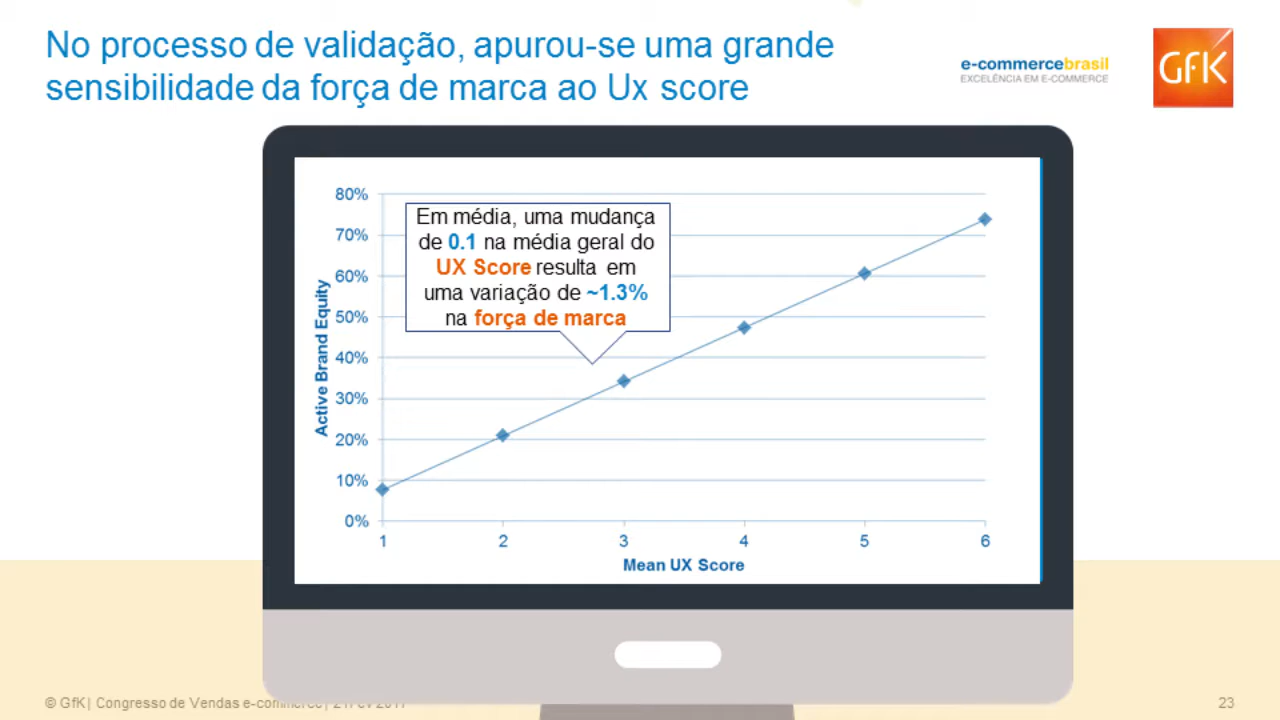 No processo de validação, apurou-se uma grande
sensibilidade da força de marca ao Ux score
e-commercebrasil
EXCELÊNCIA EM E-COMMERCE
GfK
80%
70%
60%
50%
40%
30%
20%
10%
0%
Active Brand Equity
Em média, uma mudança
de 0.1 na média geral do
UX Score resulta em
uma variação de ~1.3%
na força de marca
1 2 3 4 5 6
Mean UX Score
© GfK | Congresso de Vendas e-commerce |
23